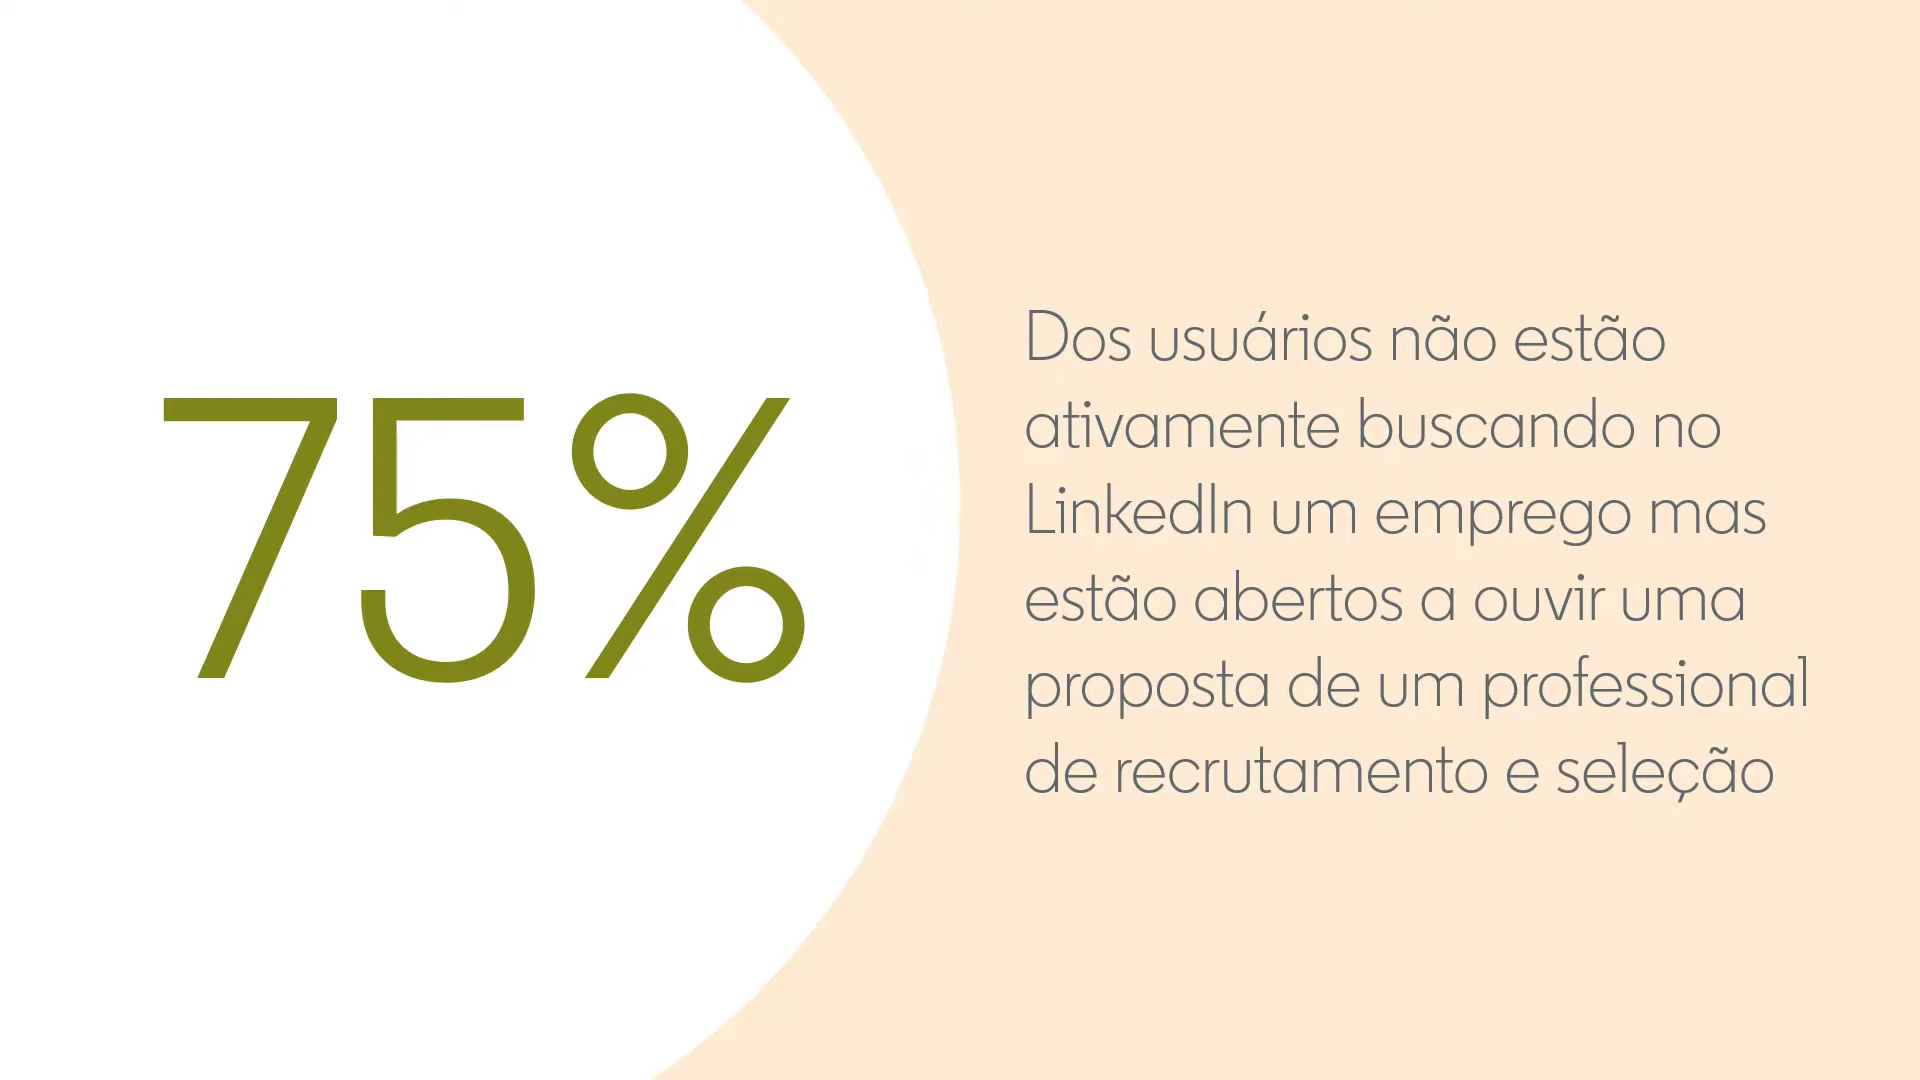 75%
Dos usuários não estão
ativamente buscando no
LinkedIn um emprego mas
estão abertos a ouvir uma
proposta de um professional
de recrutamento e seleção